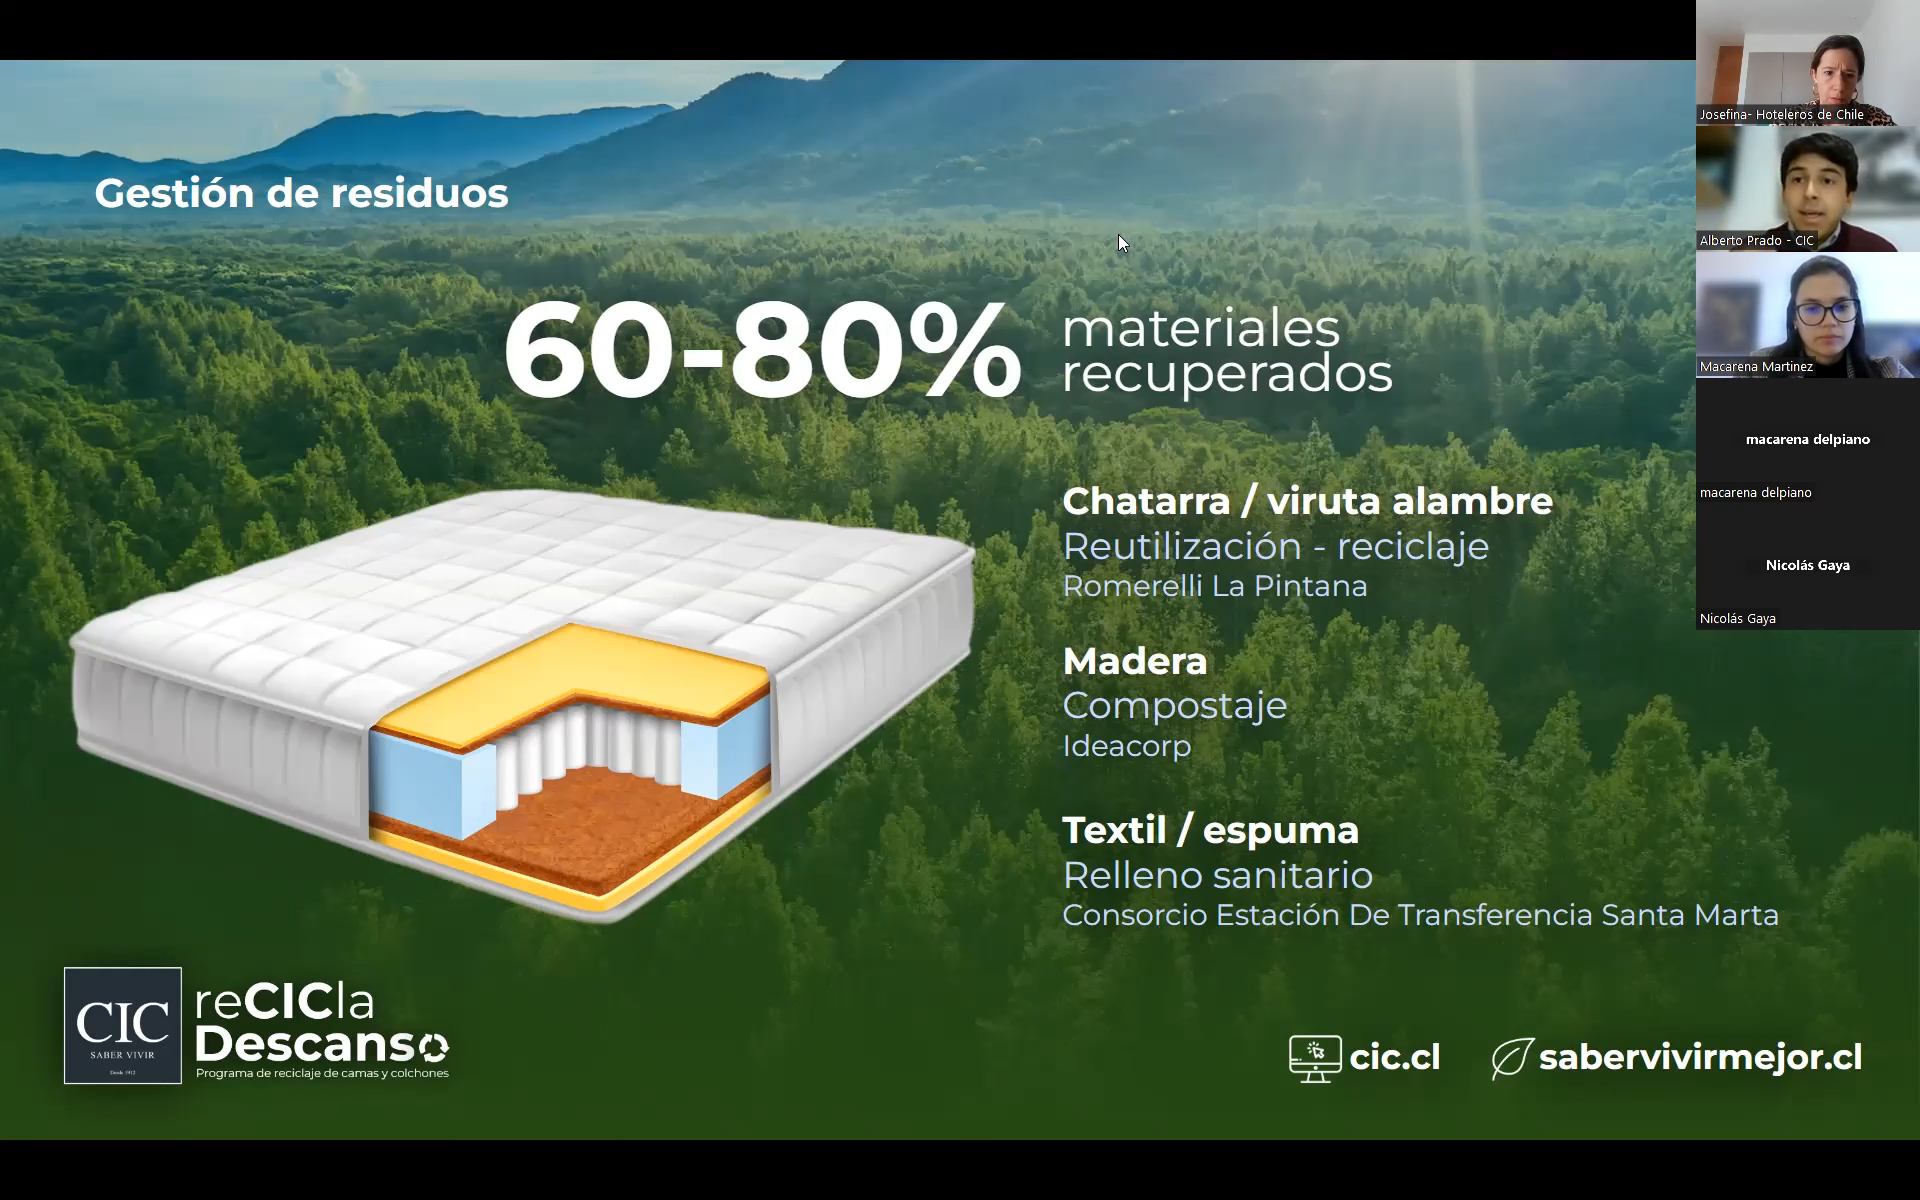 Gestión de residuos
60-80%
materiales
recuperados
Chatarra / viruta alambre
Reutilización - reciclaje
Romerelli La Pintana
Madera
Compostaje
Ideacorp
Textil / espuma
Relleno sanitario
Consorcio Estación De Transferencia Santa Marta
CIC
SABER VIVIR
Desde 1912
reCICla
Descanso
Programa de reciclaje de camas y colchones
cic.cl
sabervivirmejor.cl
Josefina- Hoteleros de Chile
Alberto Prado - CIC
Macarena Martinez
macarena delpiano
macarena delpiano
Nicolás Gaya
Nicolás Gaya